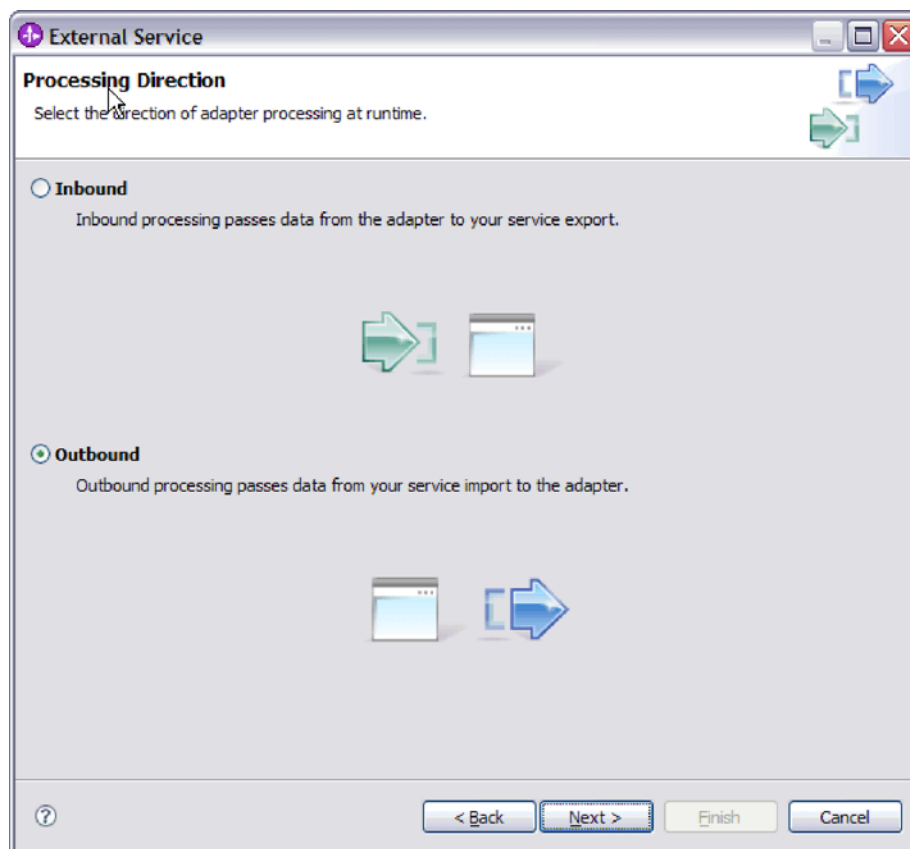 External Service
Processing Direction
Select the direction of adapter processing at runtime.
Inbound
Inbound processing passes data from the adapter to your service export.
Outbound
Outbound processing passes data from your service import to the adapter.
?
< Back
Next >
Finish
Cancel